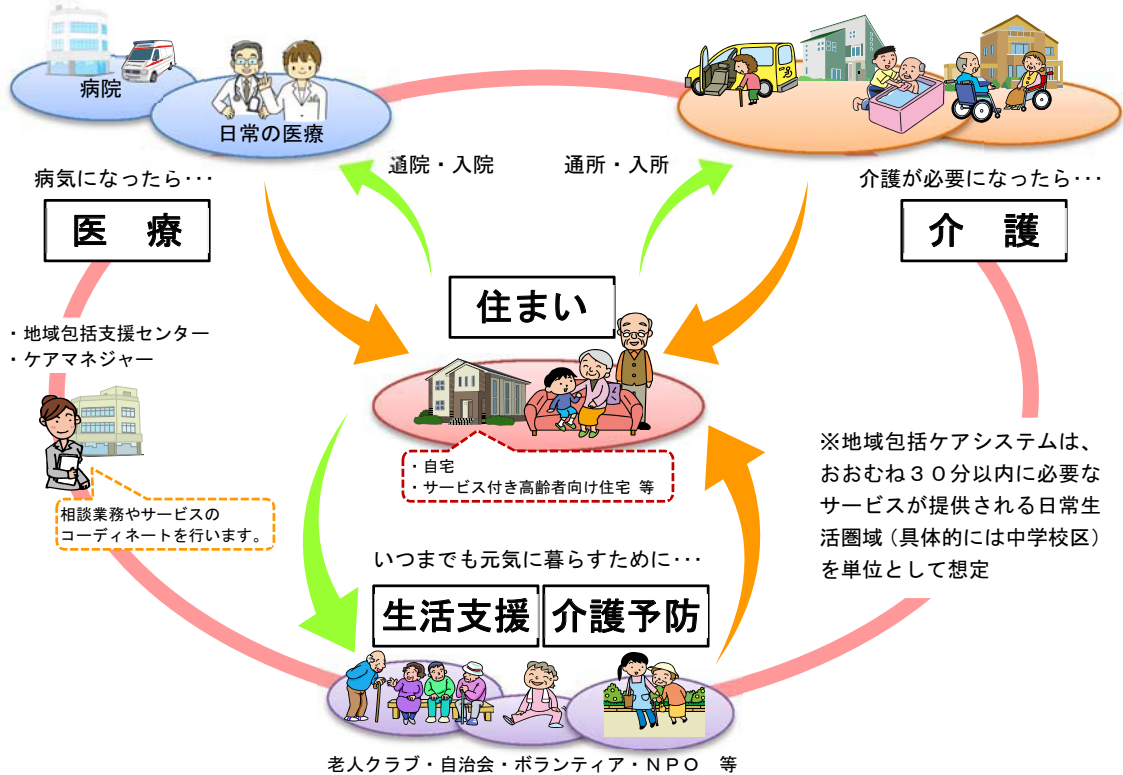 病院
日常の医療
通院・入院
通所・入所
病気になったら･･･
医　療
介護が必要になったら･･･
介　護
住まい
・地域包括支援センター
・ケアマネジャー
相談業務やサービスの
コーディネートを行います。
・自宅
・サービス付き高齢者向け住宅 等
※地域包括ケアシステムは、
おおむね３０分以内に必要な
サービスが提供される日常生
活圏域（具体的には中学校区）
を単位として想定
いつまでも元気に暮らすために･･･
生活支援
介護予防
老人クラブ・自治会・ボランティア・ＮＰＯ　等